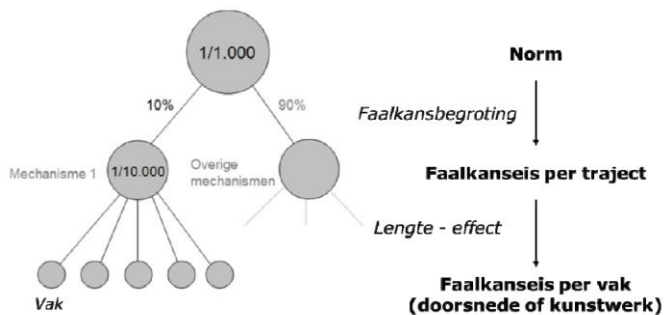 1/1.000
10%
90%
Mechanisme 1
1/10.000
Overige
mechanismen
Vak
Norm
Faalkansbegroting
Faalkanseis per traject
Lengte - effect
Faalkanseis per vak
(doorsnede of kunstwerk)